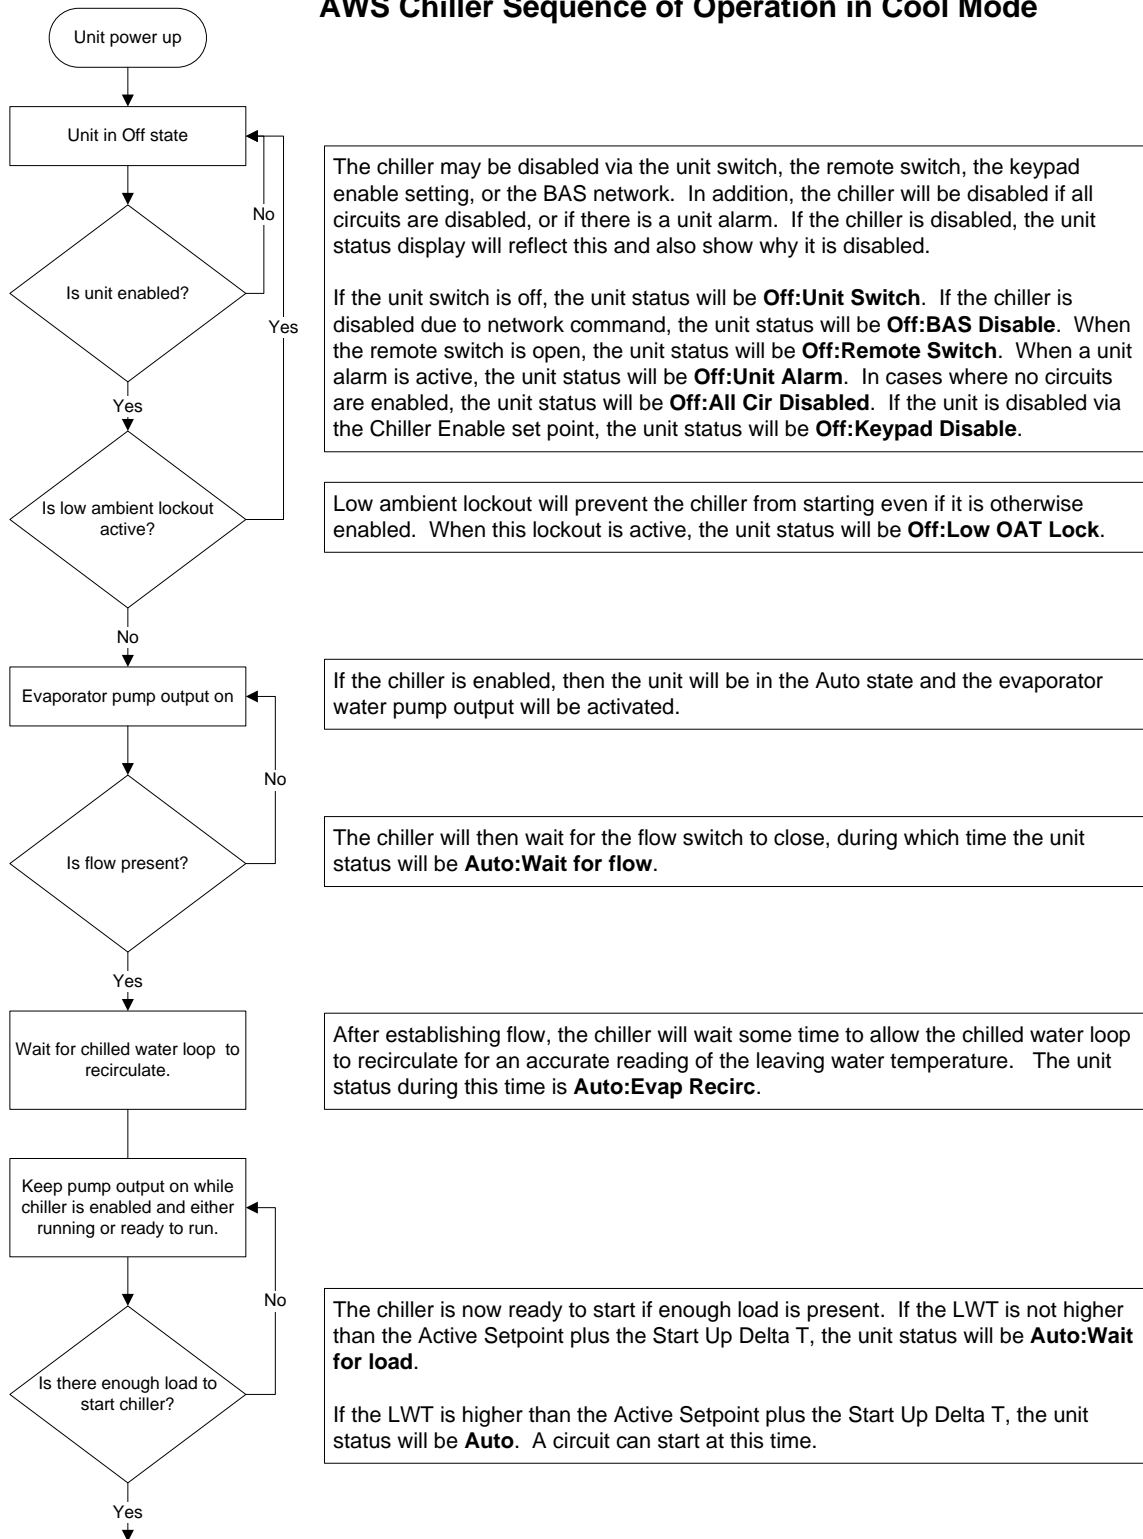 AWS Chiller Sequence of Operation in Cool Mode
Unit power up
Unit in Off state
No
Is unit enabled?
Yes
Yes
Is low ambient lockout
active?
No
Evaporator pump output on
No
Is flow present?
Yes
Wait for chilled water loop to
recirculate.
Keep pump output on while
chiller is enabled and either
running or ready to run.
No
Is there enough load to
start chiller?
Yes
The chiller may be disabled via the unit switch, the remote switch, the keypad
enable setting, or the BAS network. In addition, the chiller will be disabled if all
circuits are disabled, or if there is a unit alarm. If the chiller is disabled, the unit
status display will reflect this and also show why it is disabled.
If the unit switch is off, the unit status will be Off:Unit Switch. If the chiller is
disabled due to network command, the unit status will be Off:BAS Disable. When
the remote switch is open, the unit status will be Off:Remote Switch. When a unit
alarm is active, the unit status will be Off:Unit Alarm. In cases where no circuits
are enabled, the unit status will be Off:All Cir Disabled. If the unit is disabled via
the Chiller Enable set point, the unit status will be Off:Keypad Disable.
Low ambient lockout will prevent the chiller from starting even if it is otherwise
enabled. When this lockout is active, the unit status will be Off:Low OAT Lock.
If the chiller is enabled, then the unit will be in the Auto state and the evaporator
water pump output will be activated.
The chiller will then wait for the flow switch to close, during which time the unit
status will be Auto:Wait for flow.
After establishing flow, the chiller will wait some time to allow the chilled water loop
to recirculate for an accurate reading of the leaving water temperature. The unit
status during this time is Auto:Evap Recirc.
The chiller is now ready to start if enough load is present. If the LWT is not higher
than the Active Setpoint plus the Start Up Delta T, the unit status will be Auto:Wait
for load.
If the LWT is higher than the Active Setpoint plus the Start Up Delta T, the unit
status will be Auto. A circuit can start at this time.